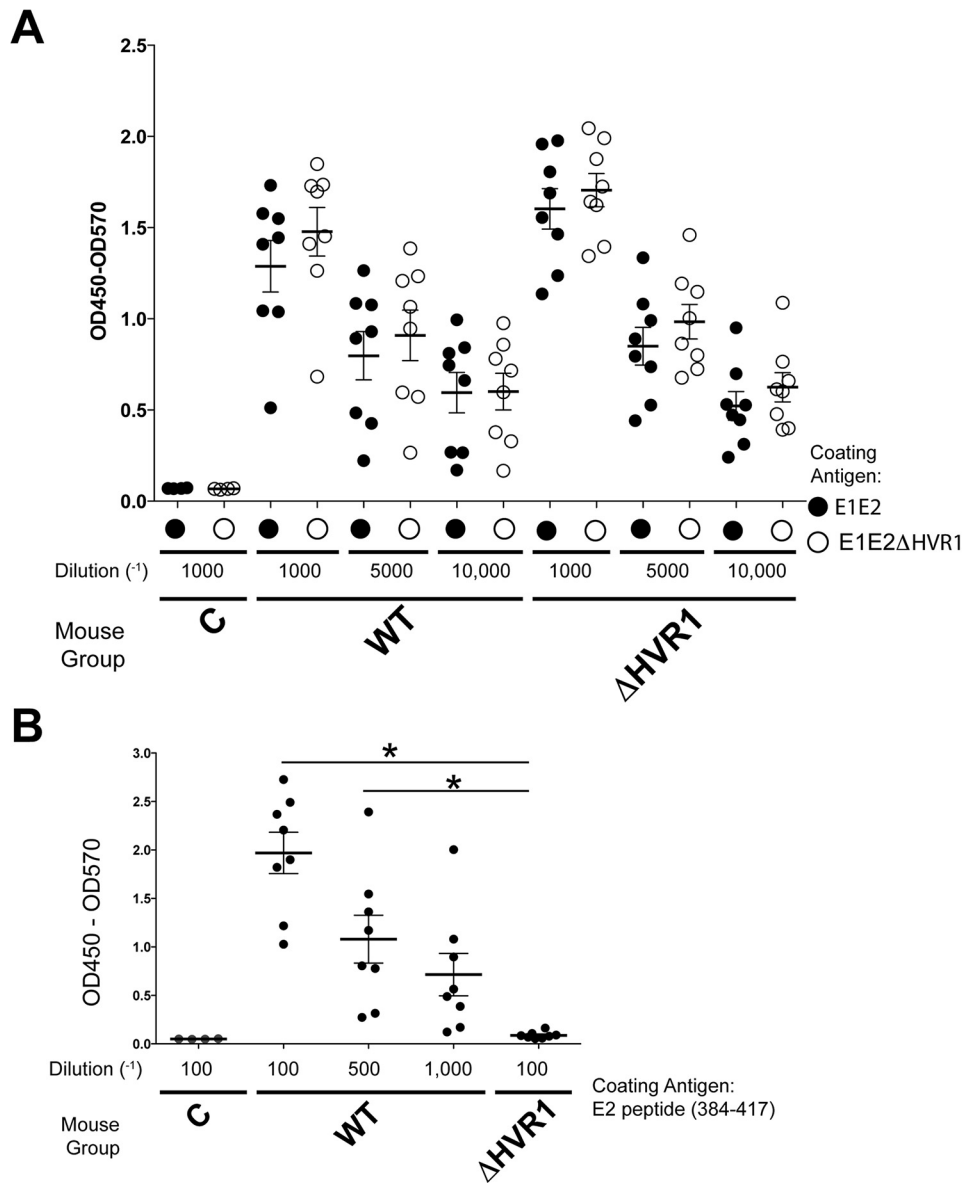 A
2.5
2.0
1.5
1.0
0.5
0.0
OD450-OD570
Coating
Antigen:
E1E2
E1E2ΔHVR1
Dilution (-1) 1000 1000 5000 10,000 1000 5000 10,000
Mouse
Group
C WT ΔHVR1
B
3.0
2.5
2.0
1.5
1.0
0.5
0.0
OD450 - OD570
* *
Dilution (-1) 100 100 500 1,000 100
Coating Antigen:
E2 peptide (384-417)
Mouse
Group
C WT ΔHVR1